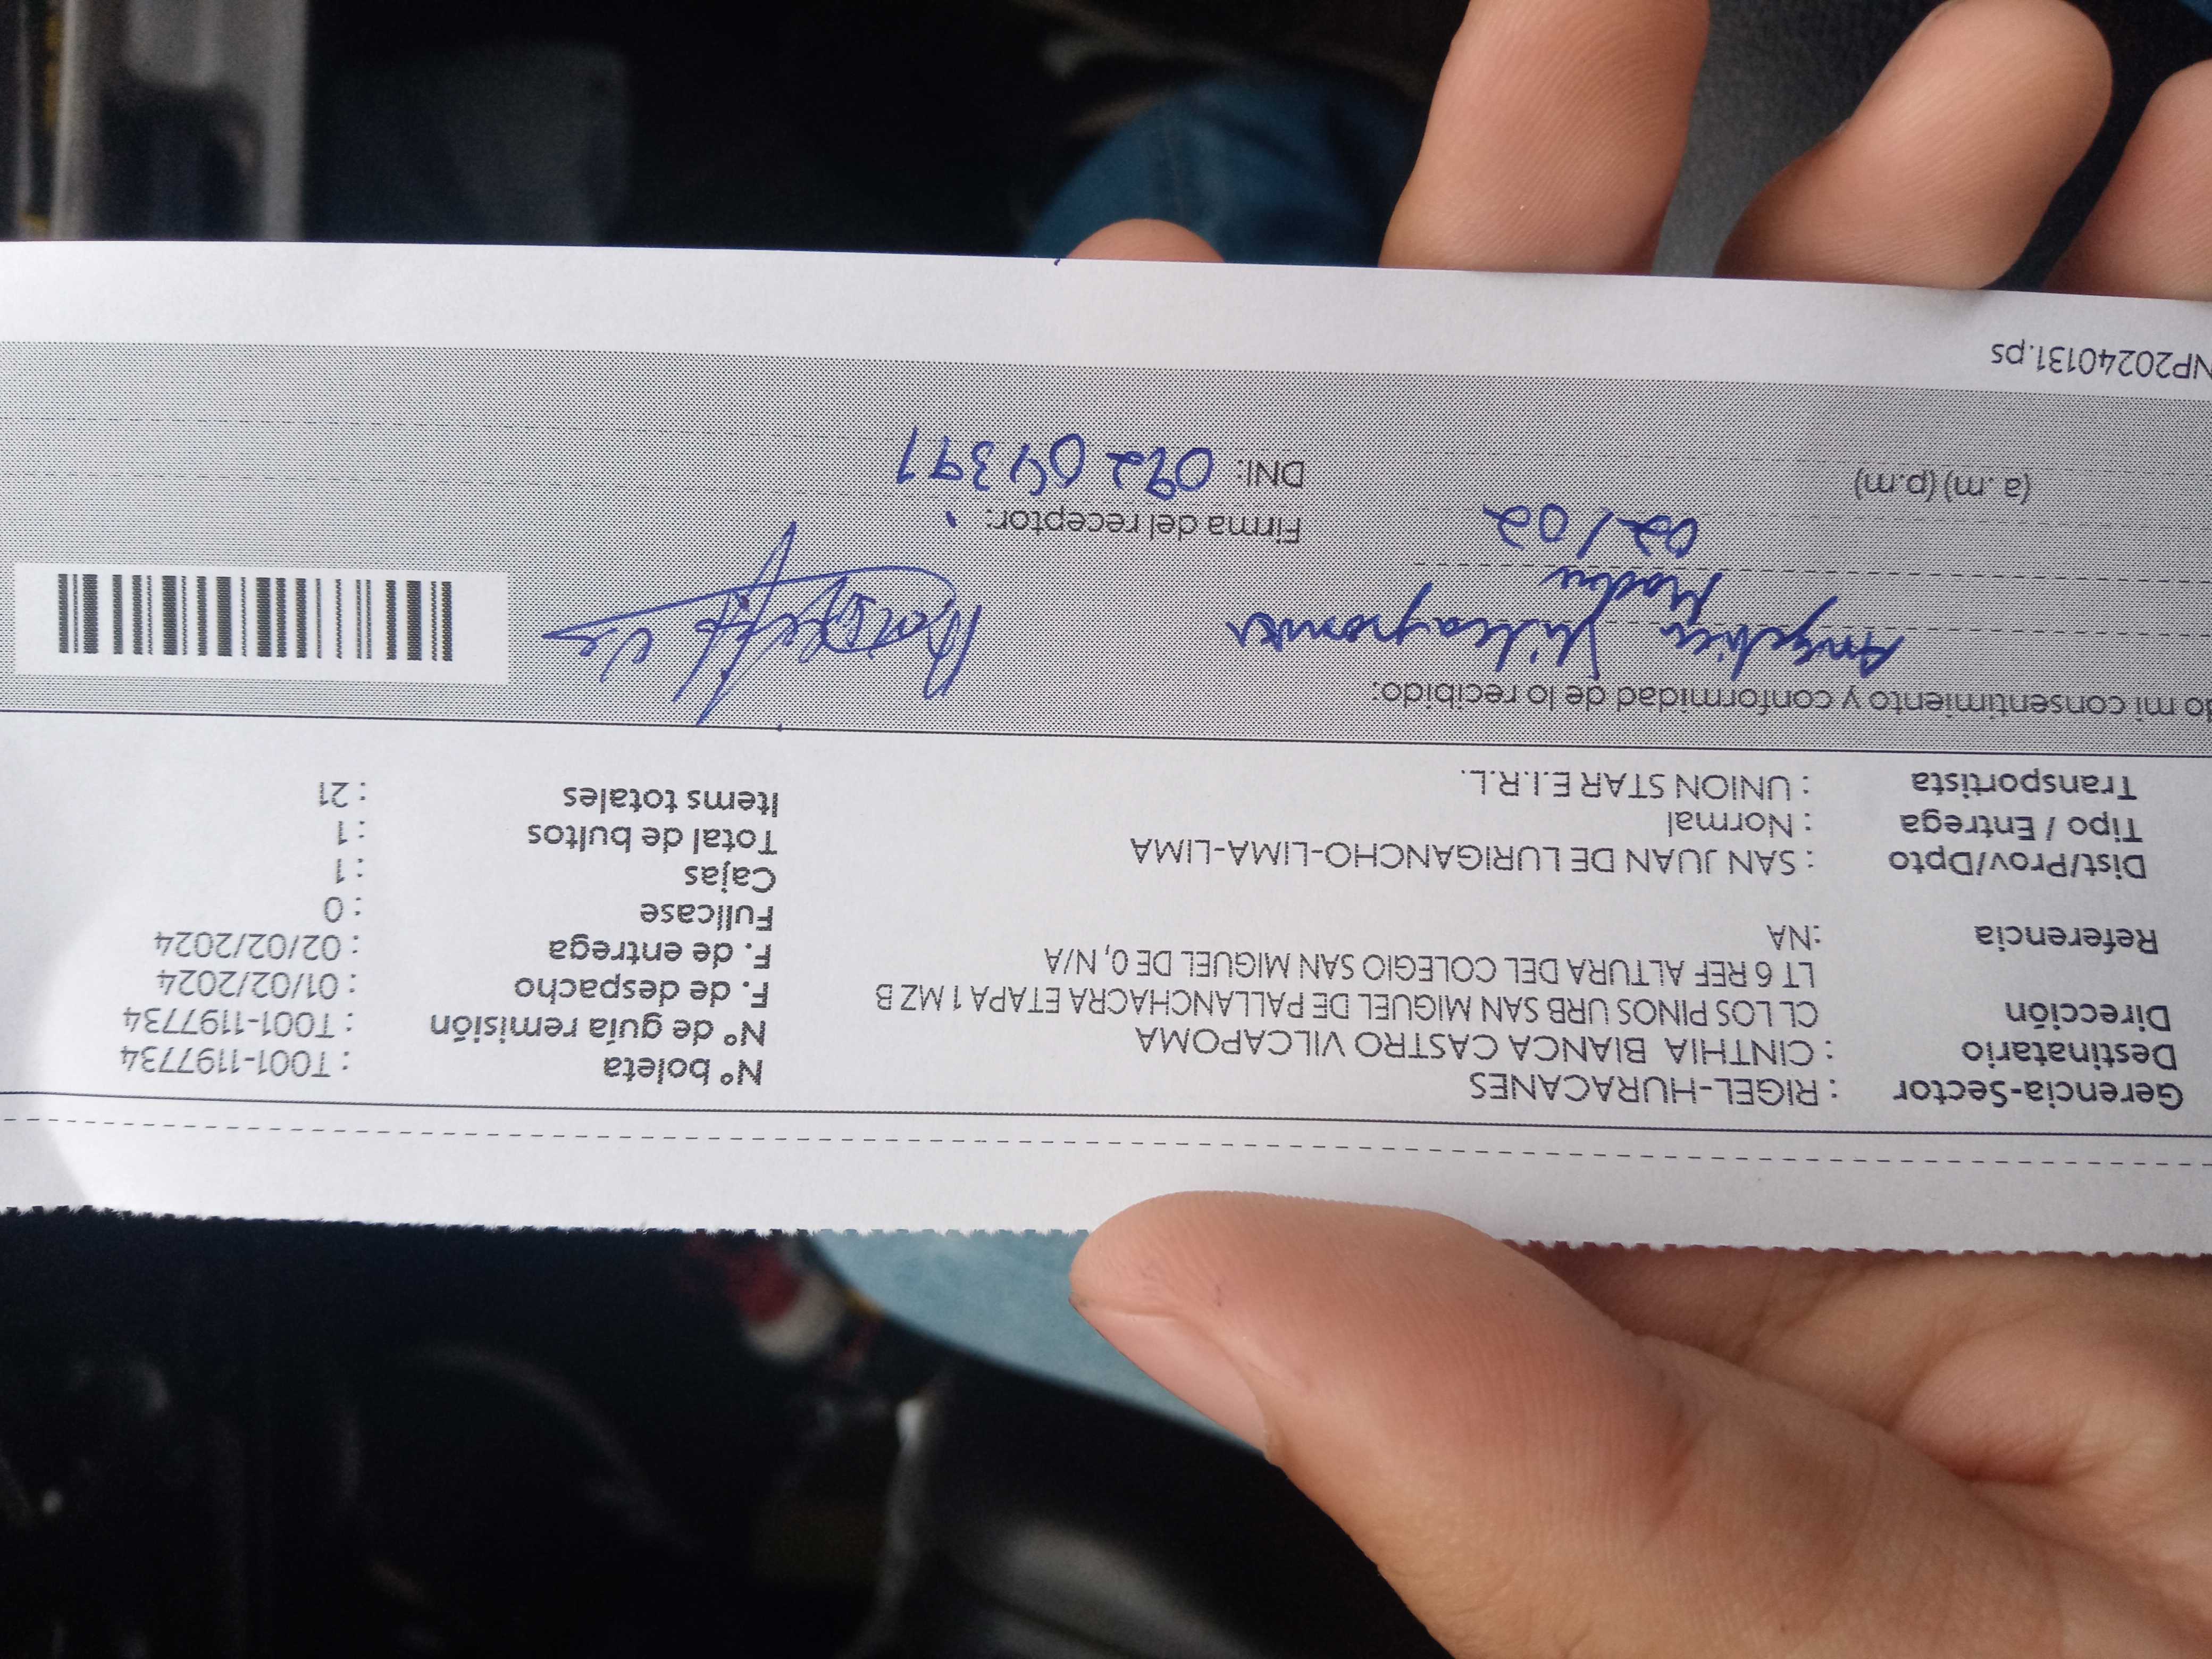 Gerencia-Sector : RIGEL-HURACANES Nº boleta : T001-1197734
Destinatario : CINTHIA BIANCA CASTRO VILCAPOMA Nº de guía remisión : T001-1197734
Dirección CL LOS PINOS URB SAN MIGUEL DE PALLANCHACRA ETAPA 1 MZ B F. de despacho : 01/02/2024
LT 6 REF ALTURA DEL COLEGIO SAN MIGUEL DE 0, N/A F. de entrega : 02/02/2024
Referencia :NA Fullcase : 0
Dist/Prov/Dpto : SAN JUAN DE LURIGANCHO-LIMA-LIMA Cajas : 1
Tipo / Entrega : Normal Total de bultos : 1
Transportista : UNION STAR E.I.R.L. Items totales : 21
do mi consentimiento y conformidad de lo recibido:
Angelica
Madre
02/02 Firma del receptor:
(a .m) (p.m) DNI: 09204391
NP20240131.ps